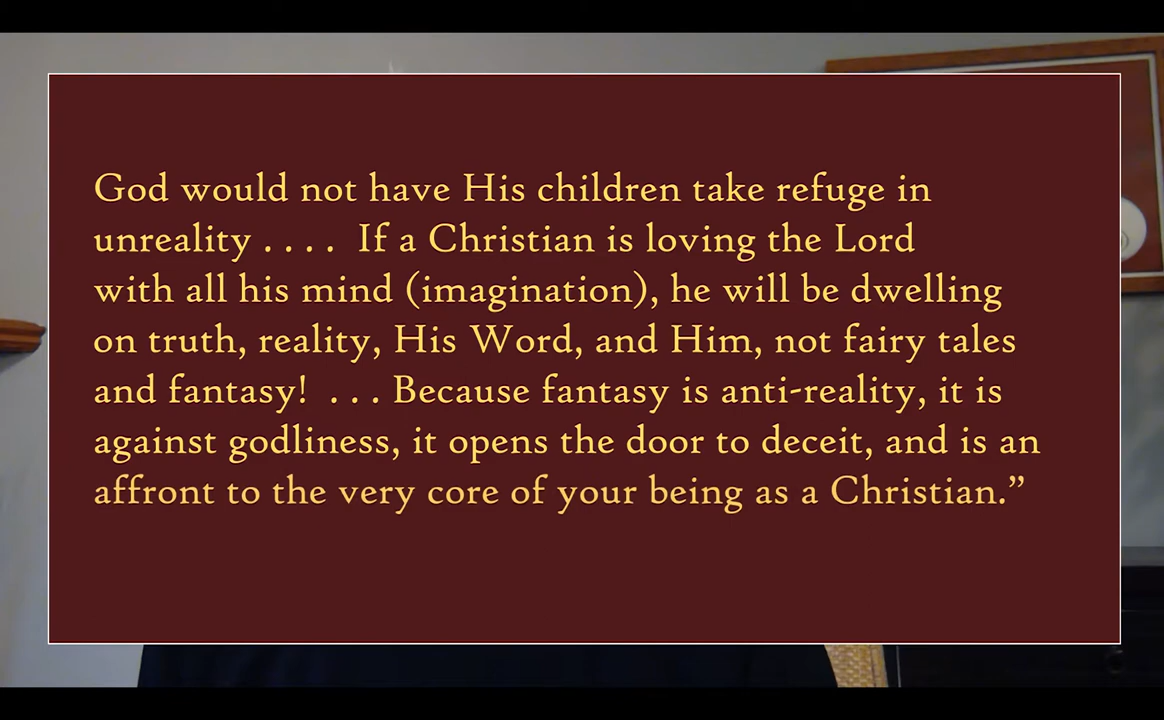 God would not have His children take refuge in
unreality . . . .  If a Christian is loving the Lord
with all his mind (imagination), he will be dwelling
on truth, reality, His Word, and Him, not fairy tales
and fantasy!  . . . Because fantasy is anti-reality, it is
against godliness, it opens the door to deceit, and is an
affront to the very core of your being as a Christian.”